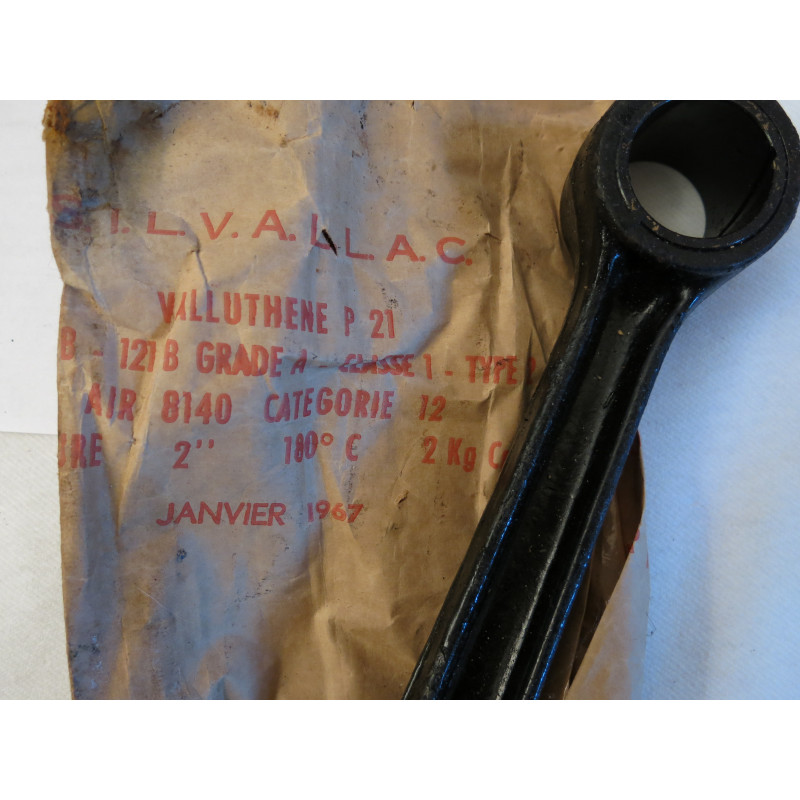 S.I.L.V.A.L.L.A.C.
VALLUTHENE P 21
B - 121 B GRADE A - CLASSE 1 - TYPE
AIR 8140 CATEGORIE 12
2" 180° C 2 Kg
JANVIER 1967